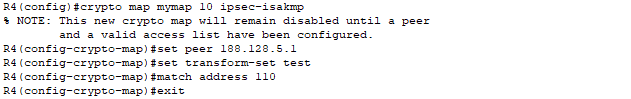 R4(config)#crypto map mymap 10 ipsec-isakmp
% NOTE: This new crypto map will remain disabled until a peer
        and a valid access list have been configured.
R4(config-crypto-map)#set peer 188.128.5.1
R4(config-crypto-map)#set transform-set test
R4(config-crypto-map)#match address 110
R4(config-crypto-map)#exit